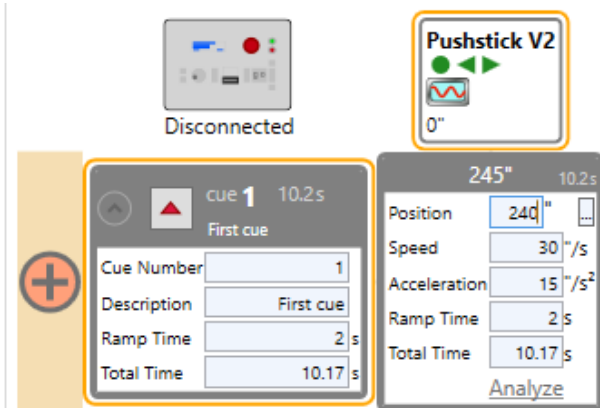 Pushstick V2
0"
Disconnected
cue 1 10.2s
First cue
Cue Number 1
Description First cue
Ramp Time 2 s
Total Time 10.17 s
245" 10.2s
Position 240 " ...
Speed 30 "/s
Acceleration 15 "/s²
Ramp Time 2 s
Total Time 10.17 s
Analyze